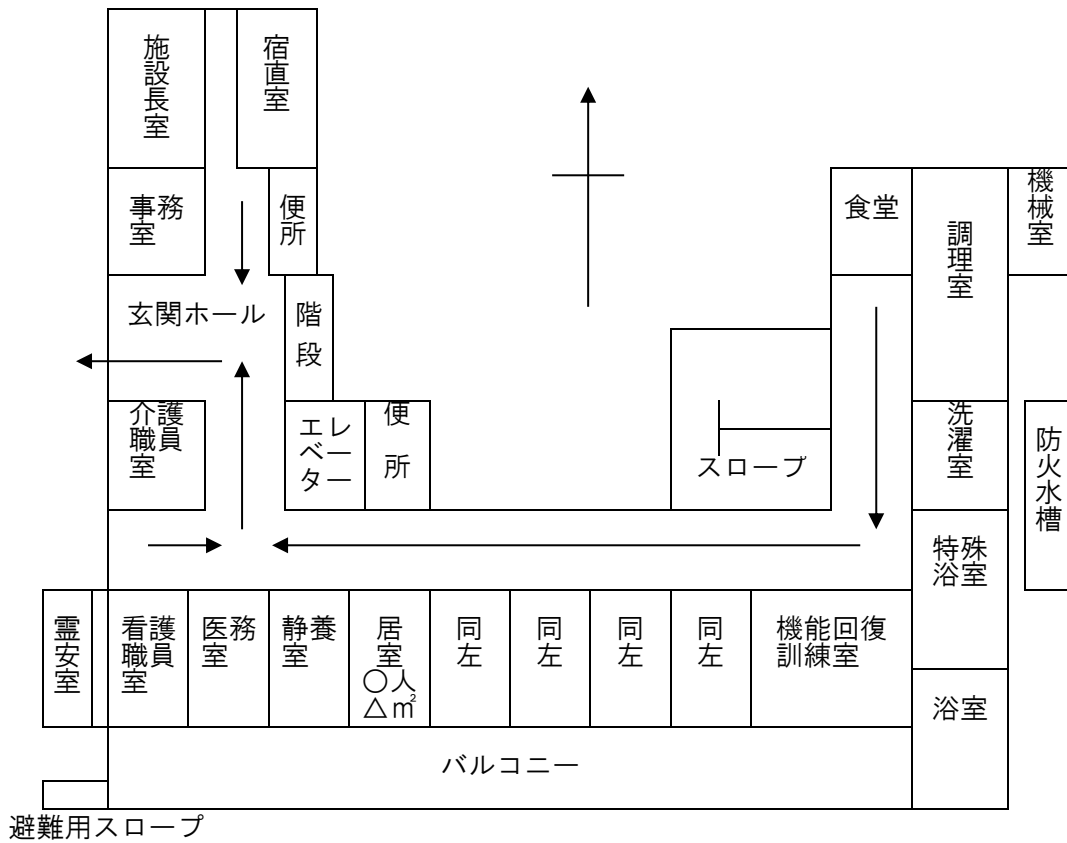 施設長室
宿直室
事務
室
便所
食堂
調理室
機械室
玄関ホール
階段
介護
職員
室
エレ
ベー
ター
便所
スロープ
洗濯室
防火水槽
特殊
浴室
霊安室
看護
職員
室
医務
室
静養
室
居室
〇人
△㎡
同左
同左
同左
同左
機能回復
訓練室
浴室
バルコニー
避難用スロープ